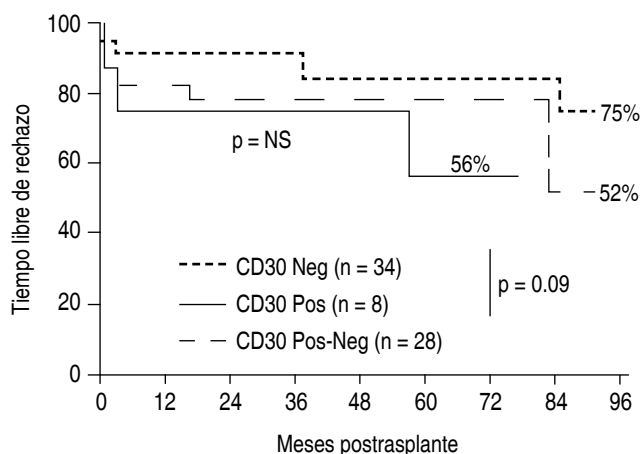 Tiempo libre de rechazo
100
80
60
40
20
0
75%
p = NS
56%
52%
CD30 Neg (n = 34)
CD30 Pos (n = 8)
CD30 Pos-Neg (n = 28)
p = 0.09
0 12 24 36 48 60 72 84 96
Meses postrasplante